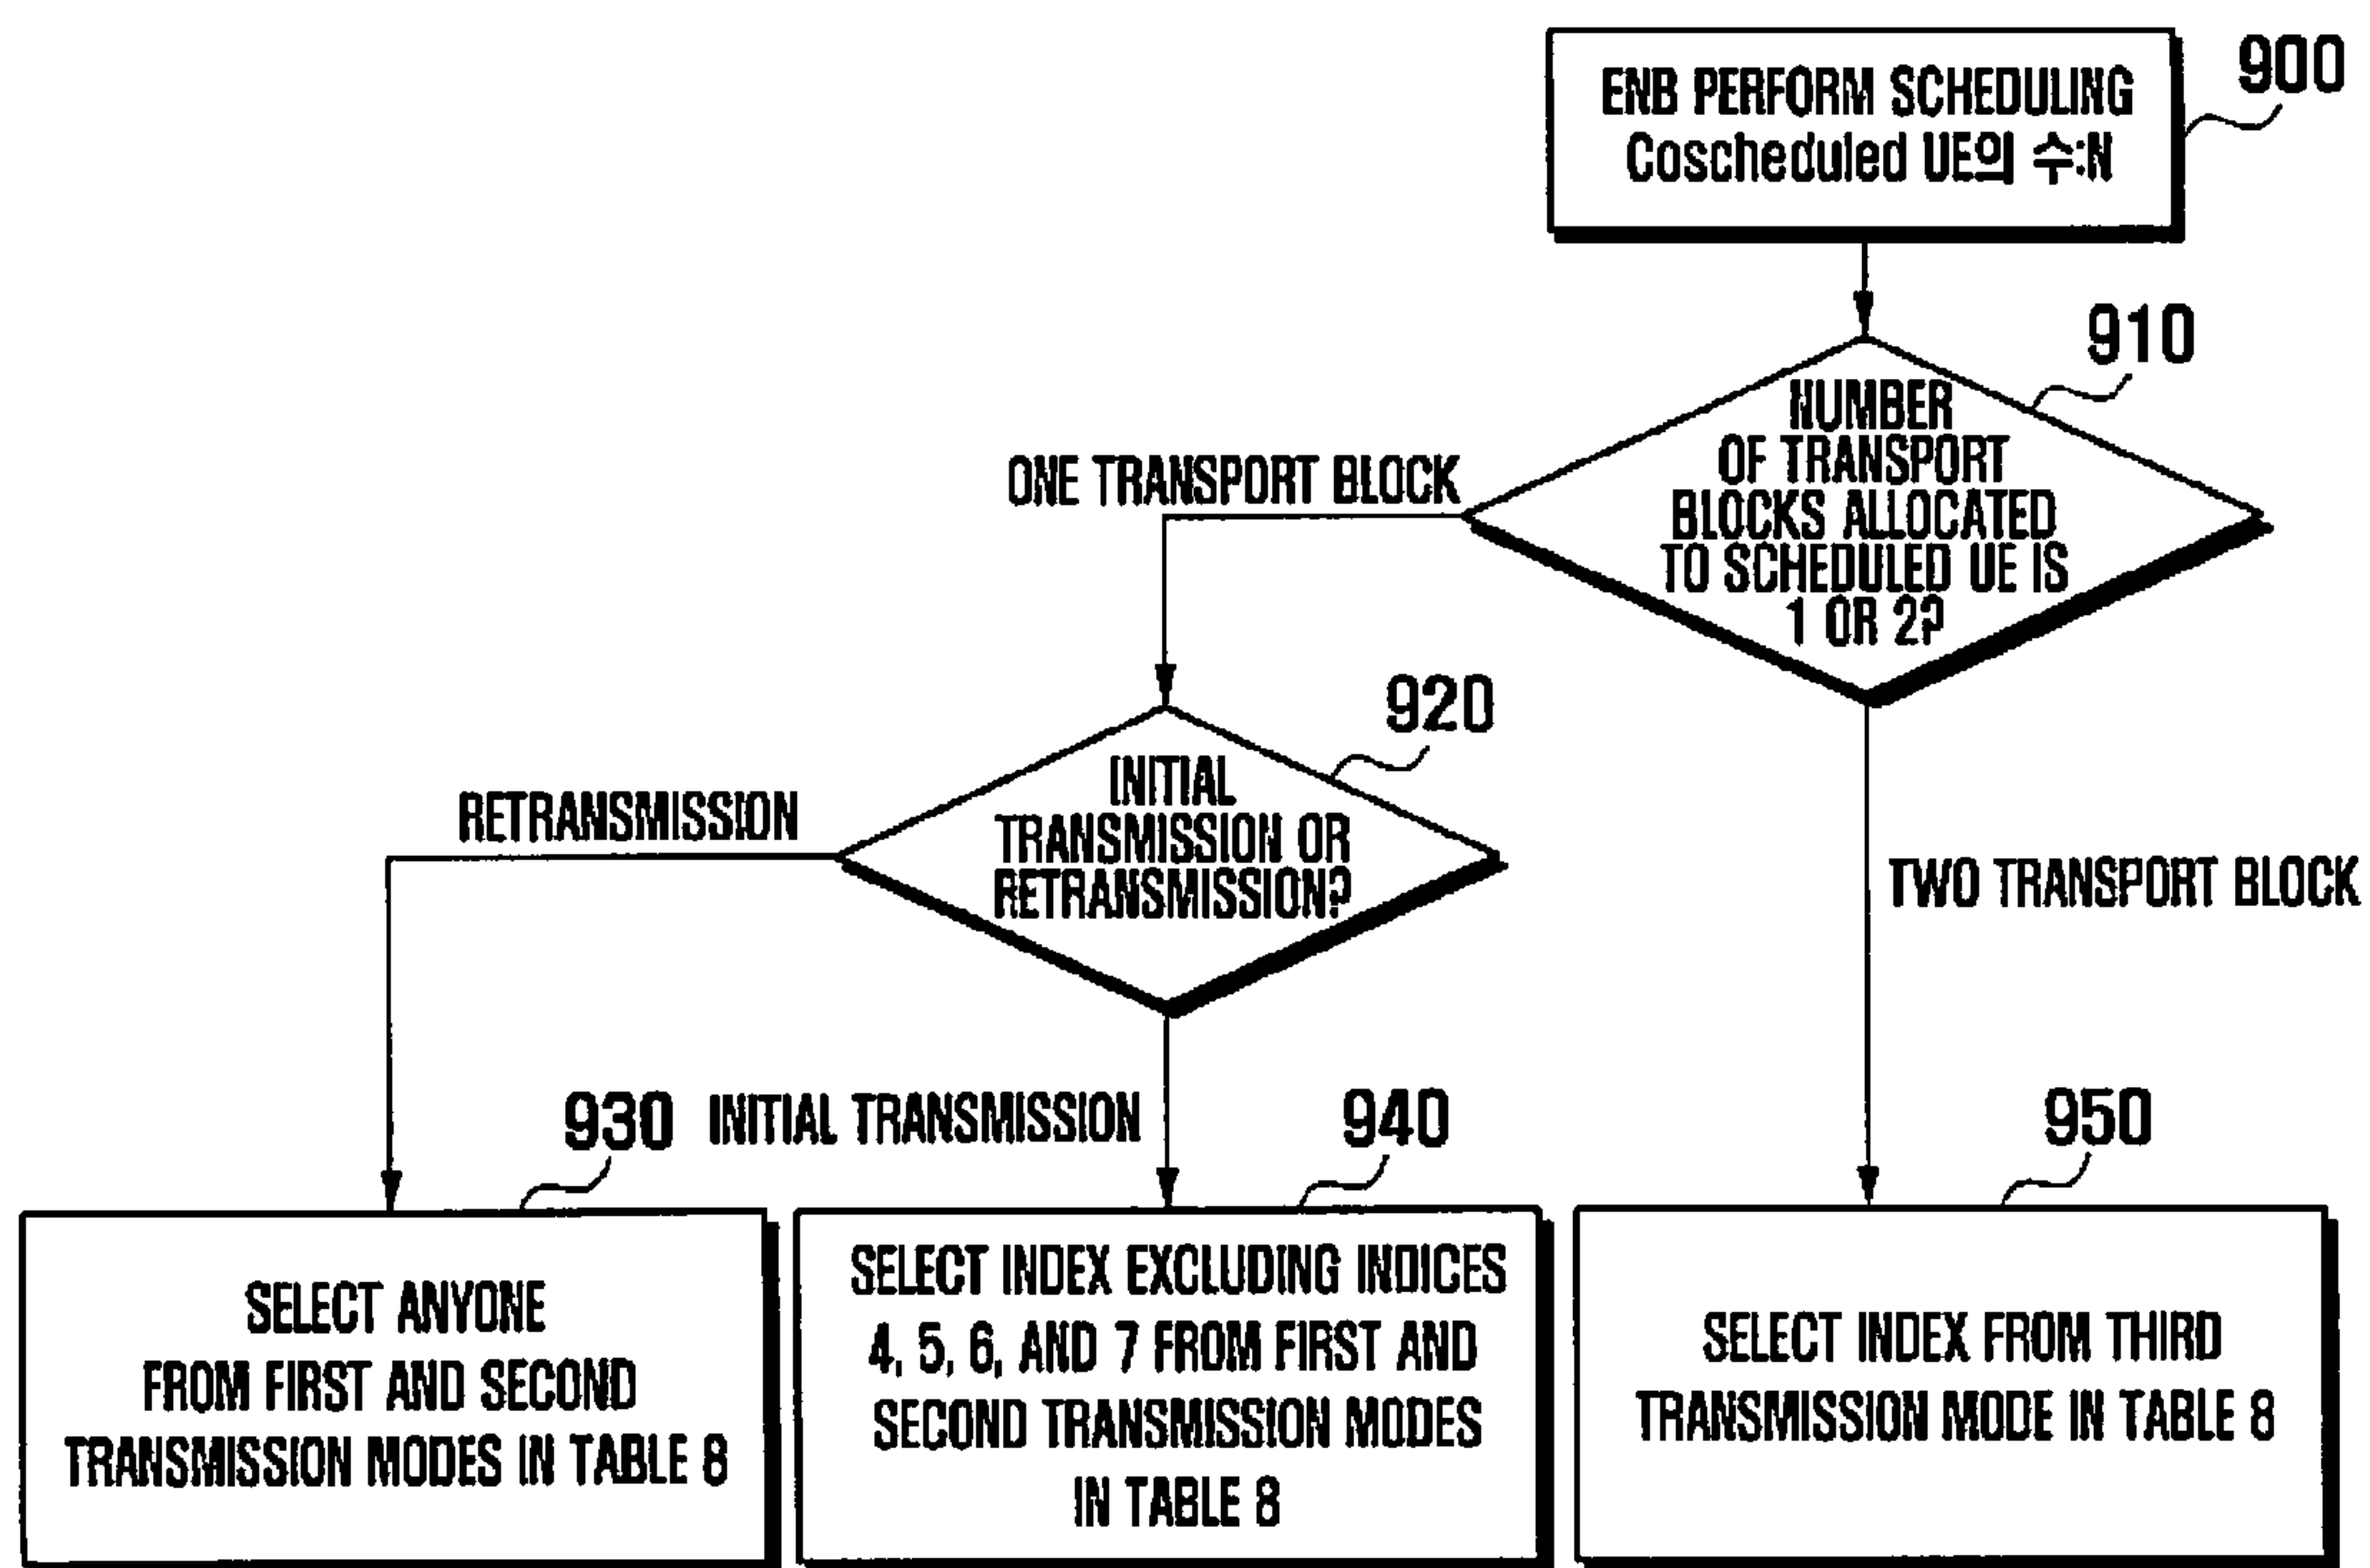 ENB PERFORM SCHEDULING
Coscheduled UE의 수:N
900
910
NUMBER
OF TRANSPORT
BLOCKS ALLOCATED
TO SCHEDULED UE IS
1 OR 2?
ONE TRANSPORT BLOCK
920
INITIAL
TRANSMISSION OR
RETRANSMISSION?
RETRANSMISSION
TWO TRANSPORT BLOCK
930
INITIAL TRANSMISSION
940
950
SELECT ANYONE
FROM FIRST AND SECOND
TRANSMISSION MODES IN TABLE 8
SELECT INDEX EXCLUDING INDICES
4, 5, 6, AND 7 FROM FIRST AND
SECOND TRANSMISSION MODES
IN TABLE 8
SELECT INDEX FROM THIRD
TRANSMISSION MODE IN TABLE 8